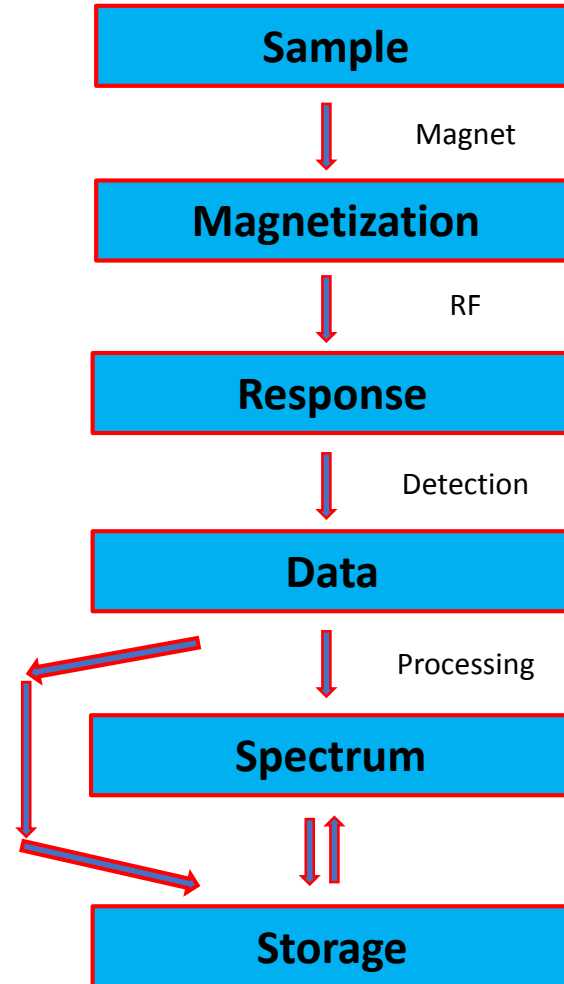 Sample
Magnet
Magnetization
RF
Response
Detection
Data
Processing
Spectrum
Storage